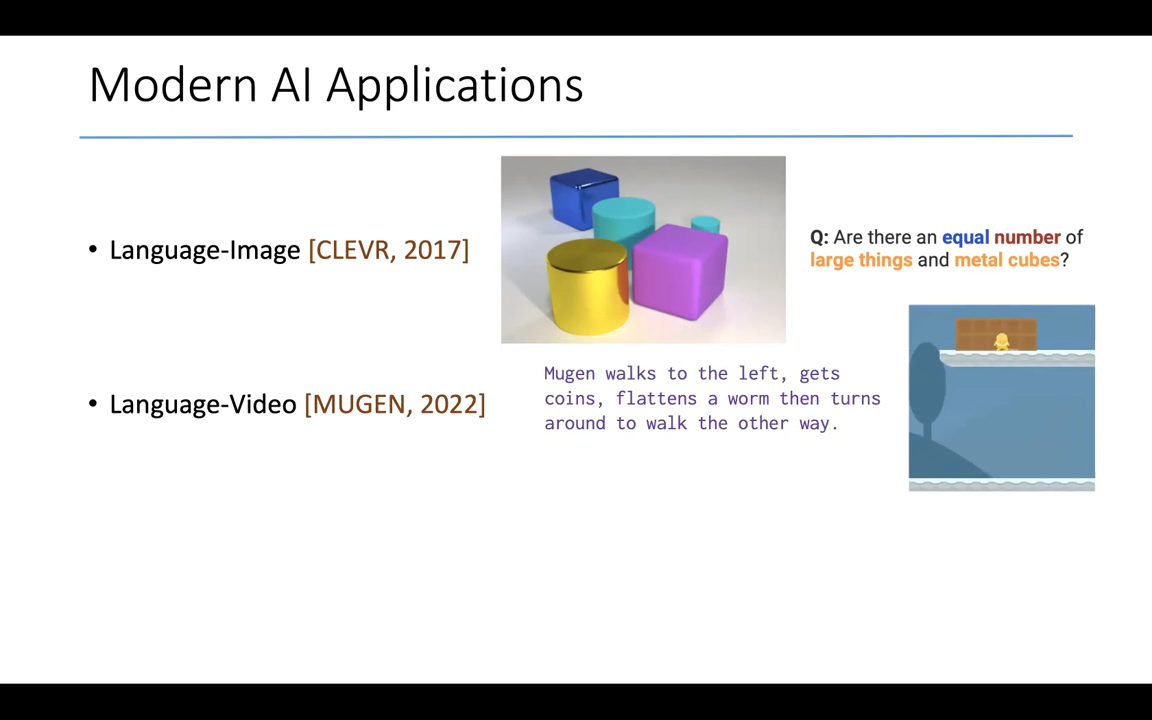 Modern AI Applications
• Language-Image [CLEVR, 2017]
Q: Are there an equal number of
large things and metal cubes?
• Language-Video [MUGEN, 2022]
Mugen walks to the left, gets
coins, flattens a worm then turns
around to walk the other way.